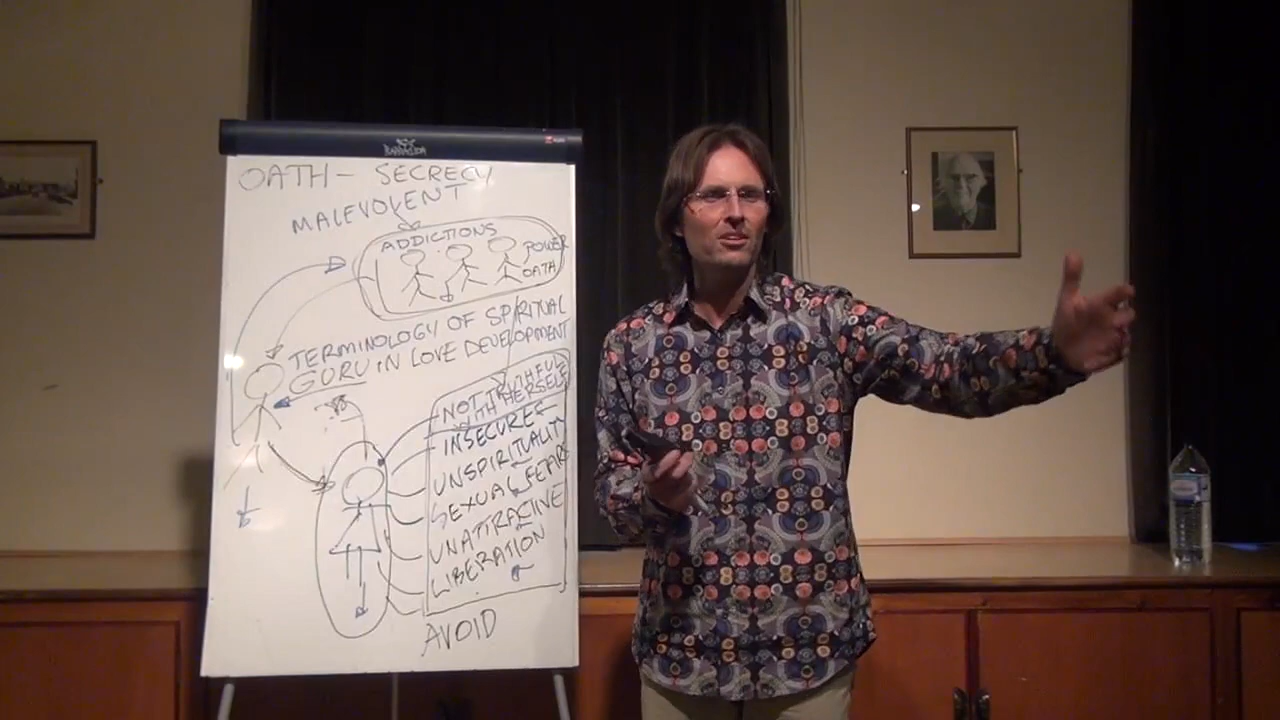 BARRACUDA
OATH - SECRECY
MALEVOLENT
ADDICTIONS
POWER
OATH
TERMINOLOGY OF SPIRITUAL
GURU IN LOVE DEVELOPMENT
NOT TRUTHFUL
WITH HERSELF
INSECURE
UNSPIRITUALITY
SEXUAL FEAR
UNATTRACTIVE
LIBERATION
AVOID